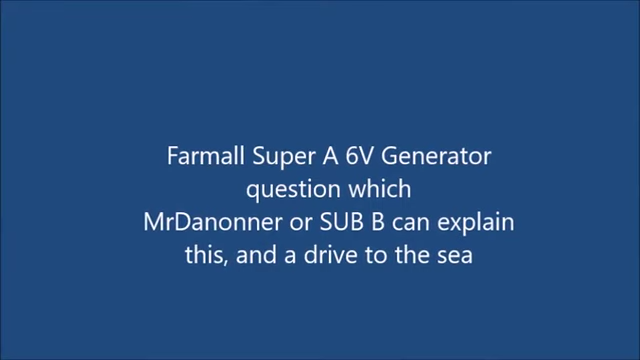 Farmall Super A 6V Generator
question which
MrDanonner or SUB B can explain
this, and a drive to the sea